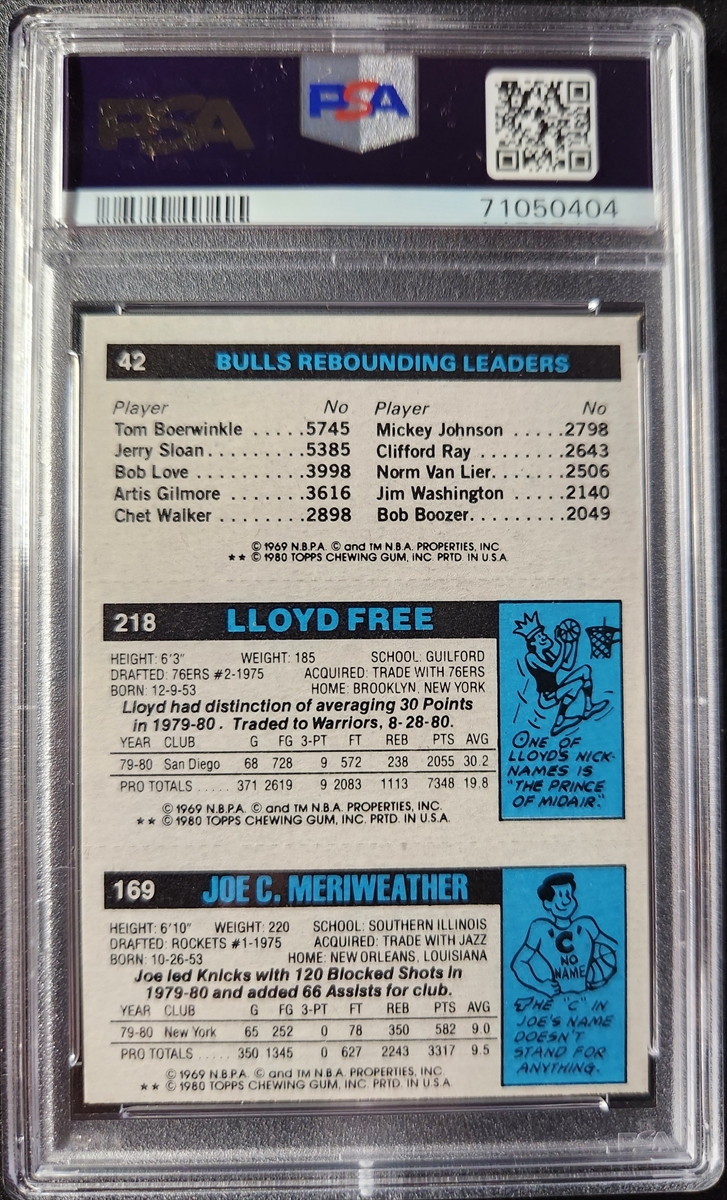 PSA
PSA
71050404
42 BULLS REBOUNDING LEADERS
Player No Player No
Tom Boerwinkle .....5745 Mickey Johnson .....2798
Jerry Sloan.........5385 Clifford Ray ........2643
Bob Love ..........3998 Norm Van Lier.......2506
Artis Gilmore .......3616 Jim Washington .....2140
Chet Walker ........2898 Bob Boozer.........2049
© 1969 N.B.P.A. © and TM N.B.A. PROPERTIES, INC
★★ © 1980 TOPPS CHEWING GUM, INC. PRTD. IN U.S.A.
218 LLOYD FREE
HEIGHT: 6'3" WEIGHT: 185 SCHOOL: GUILFORD
DRAFTED: 76ERS #2-1975 ACQUIRED: TRADE WITH 76ERS
BORN: 12-9-53 HOME: BROOKLYN, NEW YORK
Lloyd had distinction of averaging 30 Points
in 1979-80. Traded to Warriors, 8-28-80.
YEAR CLUB G FG 3-PT FT REB PTS AVG
79-80 San Diego 68 728 9 572 238 2055 30.2
PRO TOTALS ..... 371 2619 9 2083 1113 7348 19.8
© 1969 N.B.P.A. © and TM N.B.A. PROPERTIES, INC.
★★ © 1980 TOPPS CHEWING GUM, INC. PRTD. IN U.S.A.
ONE OF
LLOYD'S NICK-
NAMES IS
"THE PRINCE
OF MIDAIR."
169 JOE C. MERIWEATHER
HEIGHT: 6'10" WEIGHT: 220 SCHOOL: SOUTHERN ILLINOIS
DRAFTED: ROCKETS #1-1975 ACQUIRED: TRADE WITH JAZZ
BORN: 10-26-53 HOME: NEW ORLEANS, LOUISIANA
Joe led Knicks with 120 Blocked Shots in
1979-80 and added 66 Assists for club.
YEAR CLUB G FG 3-PT FT REB PTS AVG
79-80 New York 65 252 0 78 350 582 9.0
PRO TOTALS ..... 350 1345 0 627 2243 3317 9.5
© 1969 N.B.P.A. © and TM N.B.A. PROPERTIES, INC
★★ © 1980 TOPPS CHEWING GUM, INC. PRTD. IN U.S.A
"C"
NO
NAME
THE "C" IN
JOE'S NAME
DOESN'T
STAND FOR
ANYTHING.
PSA